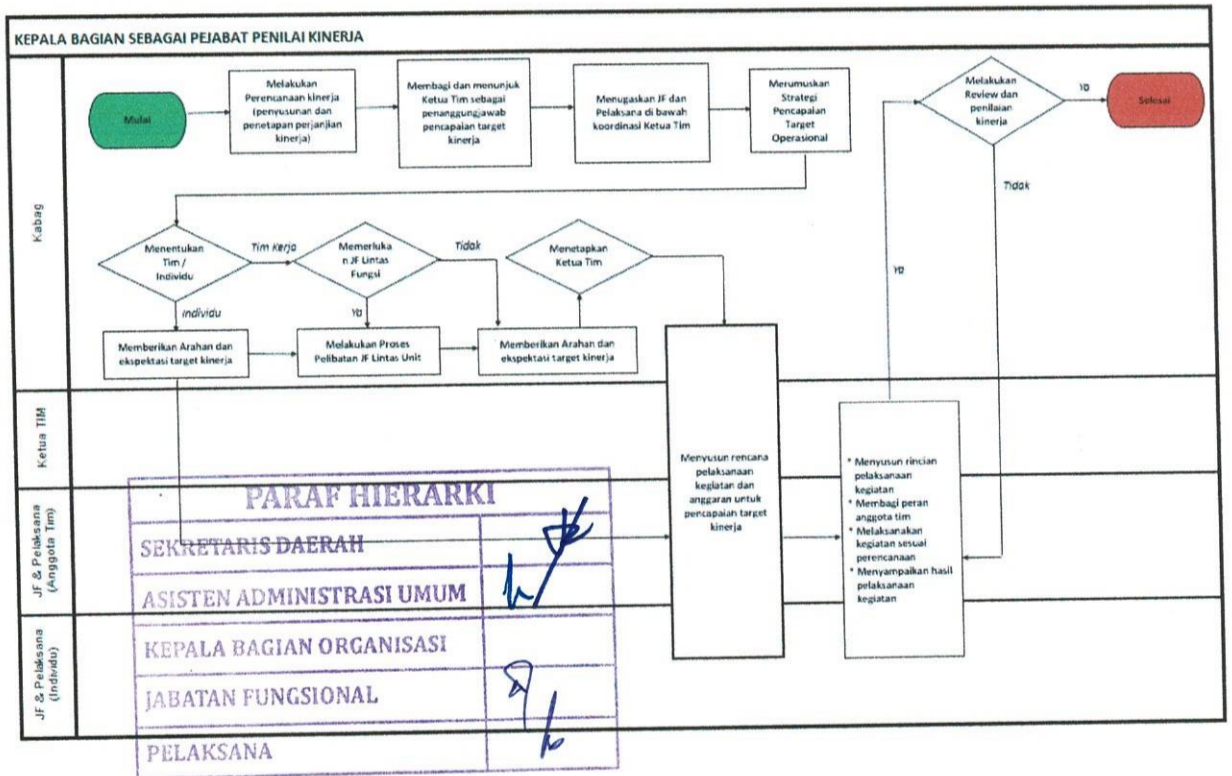 KEPALA BAGIAN SEBAGAI PEJABAT PENILAI KINERJA
Kabag
Mulai
Melakukan
Perencanaan kinerja
(penyusunan dan
penetapan perjanjian
kinerja)
Membagi dan menunjuk
Ketua Tim sebagai
penanggungjawab
pencapaian target
kinerja
Menugaskan JF dan
Pelaksana di bawah
koordinasi Ketua Tim
Merumuskan
Strategi
Pencapaian
Target
Operasional
Melakukan
Review dan
penilaian
kinerja
Ya
Selesai
Tidak
Ya
Menentukan
Tim /
Individu
Tim Kerja
Memerluka
n JF Lintas
Fungsi
Tidak
Menetapkan
Ketua Tim
Individu
Ya
Memberikan Arahan dan
ekspektasi target kinerja
Melakukan Proses
Pelibatan JF Lintas Unit
Memberikan Arahan dan
ekspektasi target kinerja
Ketua TIM
Menyusun rencana
pelaksanaan
kegiatan dan
anggaran untuk
pencapaian target
kinerja
* Menyusun rincian
pelaksanaan
kegiatan
* Membagi peran
anggota tim
* Melaksanakan
kegiatan sesuai
perencanaan
* Menyampaikan hasil
pelaksanaan
kegiatan
JF & Pelaksana
(Anggota Tim)
JF & Pelaksana
(Individu)
PARAF HIERARKI
SEKRETARIS DAERAH
ASISTEN ADMINISTRASI UMUM
KEPALA BAGIAN ORGANISASI
JABATAN FUNGSIONAL
PELAKSANA